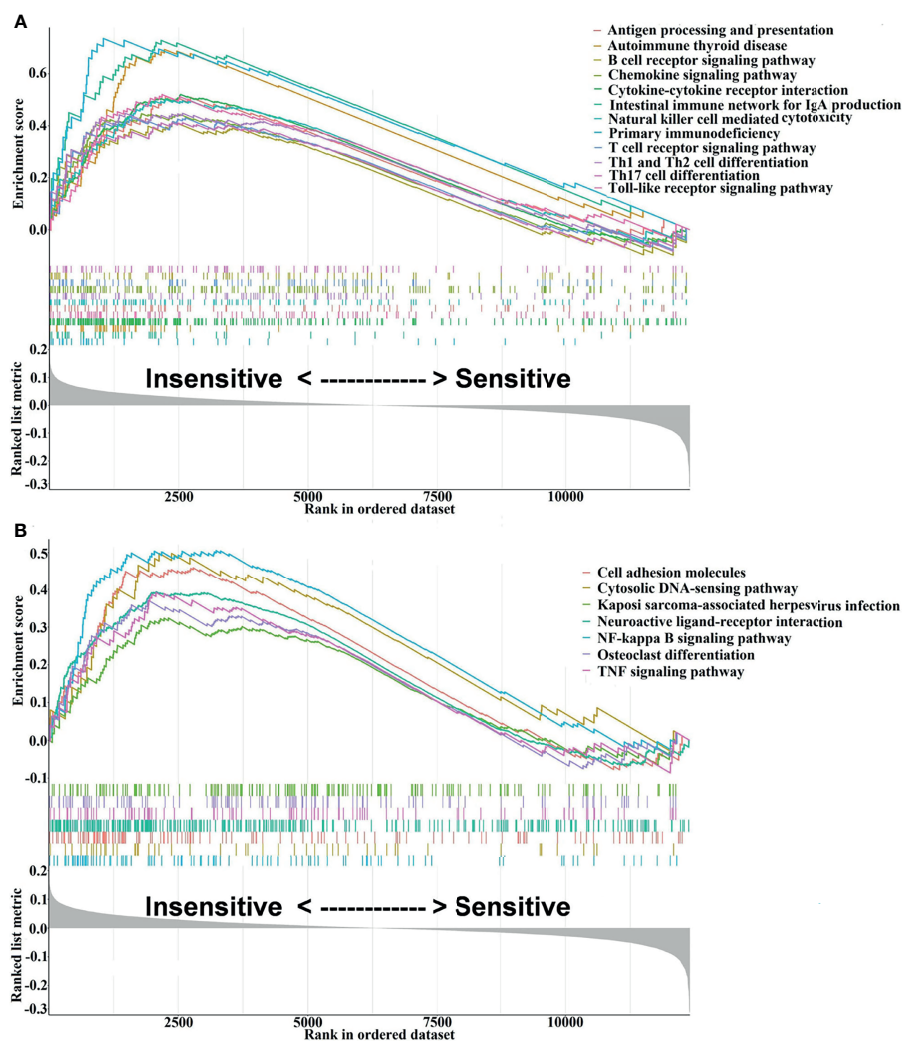 A
Antigen processing and presentation
Autoimmune thyroid disease
B cell receptor signaling pathway
Chemokine signaling pathway
Cytokine-cytokine receptor interaction
Intestinal immune network for IgA production
Natural killer cell mediated cytotoxicity
Primary immunodeficiency
T cell receptor signaling pathway
Th1 and Th2 cell differentiation
Th17 cell differentiation
Toll-like receptor signaling pathway
Enrichment score
0.6
0.4
0.2
0.0
Ranked list metric
0.2
0.1
0.0
-0.1
-0.2
-0.3
Insensitive < ------------ > Sensitive
2500 5000 7500 10000
Rank in ordered dataset
B
Cell adhesion molecules
Cytosolic DNA-sensing pathway
Kaposi sarcoma-associated herpesvirus infection
Neuroactive ligand-receptor interaction
NF-kappa B signaling pathway
Osteoclast differentiation
TNF signaling pathway
Enrichment score
0.5
0.4
0.3
0.2
0.1
0.0
-0.1
Ranked list metric
0.2
0.1
0.0
-0.1
-0.2
-0.3
Insensitive < ------------ > Sensitive
2500 5000 7500 10000
Rank in ordered dataset